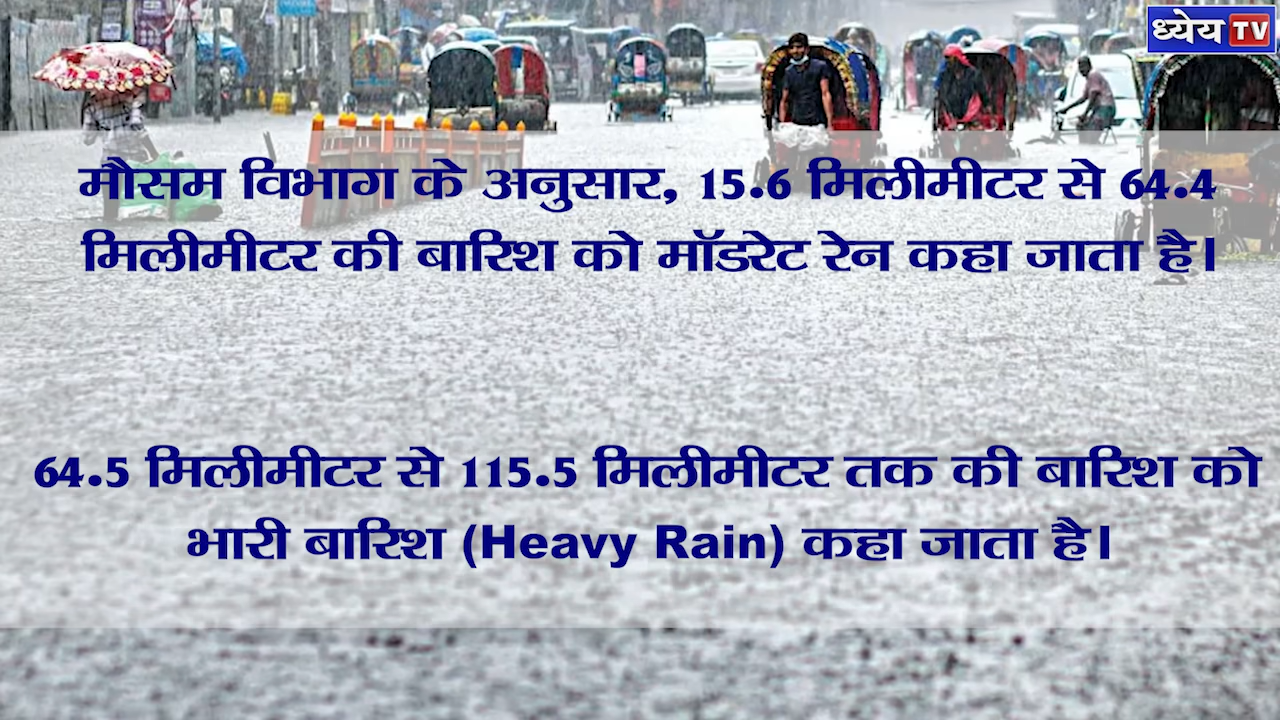 ध्येय TV
मौसम विभाग के अनुसार, 15.6 मिलीमीटर से 64.4
मिलीमीटर की बारिश को मॉडरेट रेन कहा जाता है।
64.5 मिलीमीटर से 115.5 मिलीमीटर तक की बारिश को
भारी बारिश (Heavy Rain) कहा जाता है।